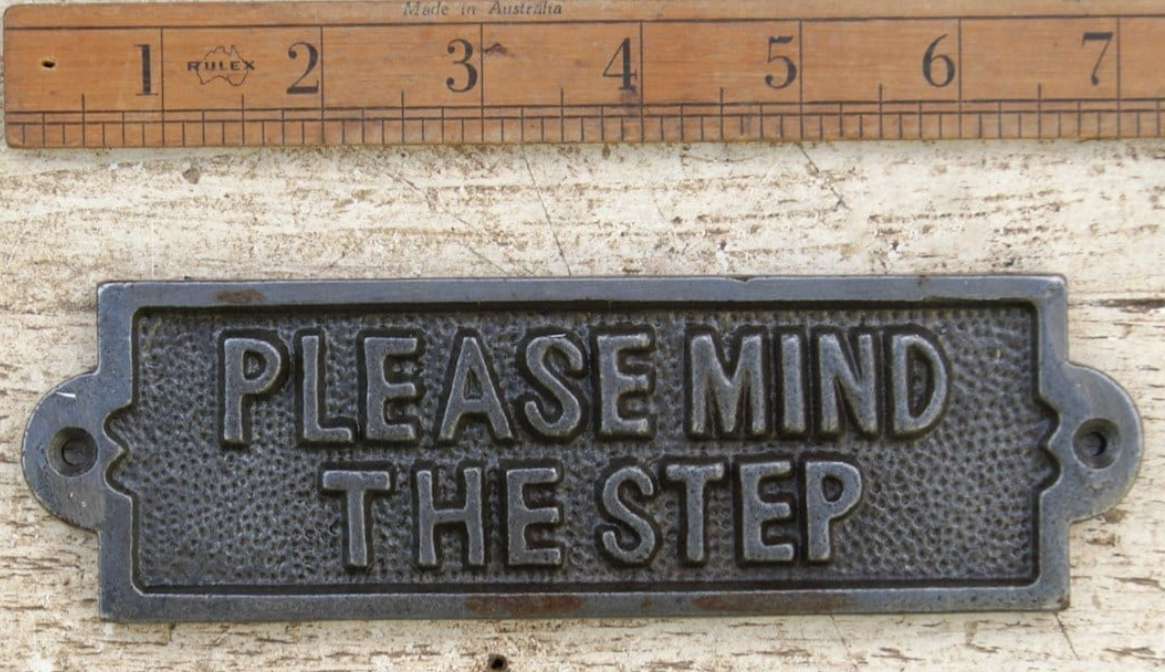 Made in Australia
1 RULEX 2 3 4 5 6 7
PLEASE MIND
THE STEP